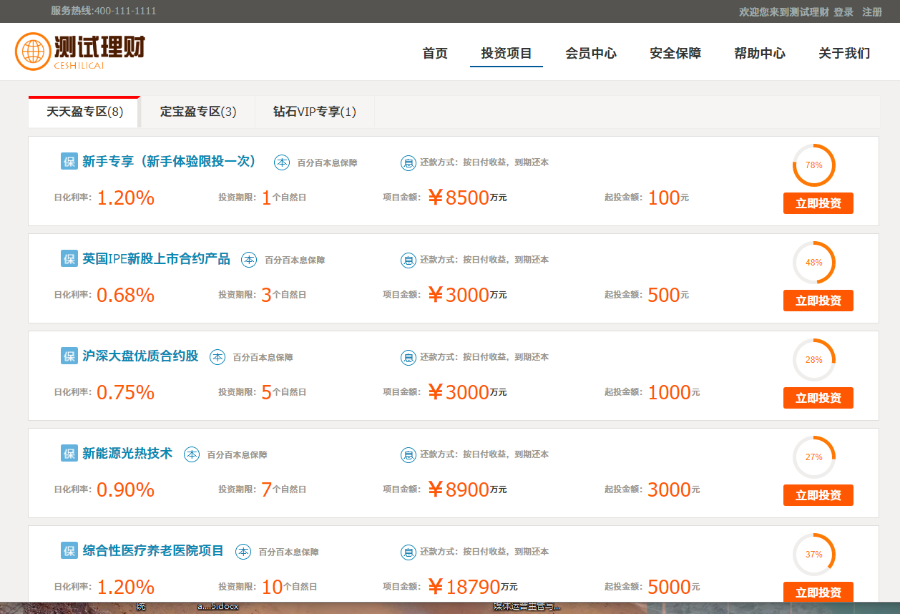 服务热线:400-111-1111 欢迎您来到测试理财 登录 注册
测试理财
CESHILICAI
首页 投资项目 会员中心 安全保障 帮助中心 关于我们
天天盈专区(8) 定宝盈专区(3) 钻石VIP专享(1)
保 新手专享（新手体验限投一次） 本 百分百本息保障 息 还款方式：按日付收益，到期还本 78%
日化利率：1.20% 投资期限：1个自然日 项目金额：￥8500万元 起投金额：100元 立即投资
保 英国IPE新股上市合约产品 本 百分百本息保障 息 还款方式：按日付收益，到期还本 48%
日化利率：0.68% 投资期限：3个自然日 项目金额：￥3000万元 起投金额：500元 立即投资
保 沪深大盘优质合约股 本 百分百本息保障 息 还款方式：按日付收益，到期还本 28%
日化利率：0.75% 投资期限：5个自然日 项目金额：￥3000万元 起投金额：1000元 立即投资
保 新能源光热技术 本 百分百本息保障 息 还款方式：按日付收益，到期还本 27%
日化利率：0.90% 投资期限：7个自然日 项目金额：￥8900万元 起投金额：3000元 立即投资
保 综合性医疗养老医院项目 本 百分百本息保障 息 还款方式：按日付收益，到期还本 37%
日化利率：1.20% 投资期限：10个自然日 项目金额：￥18790万元 起投金额：5000元 立即投资